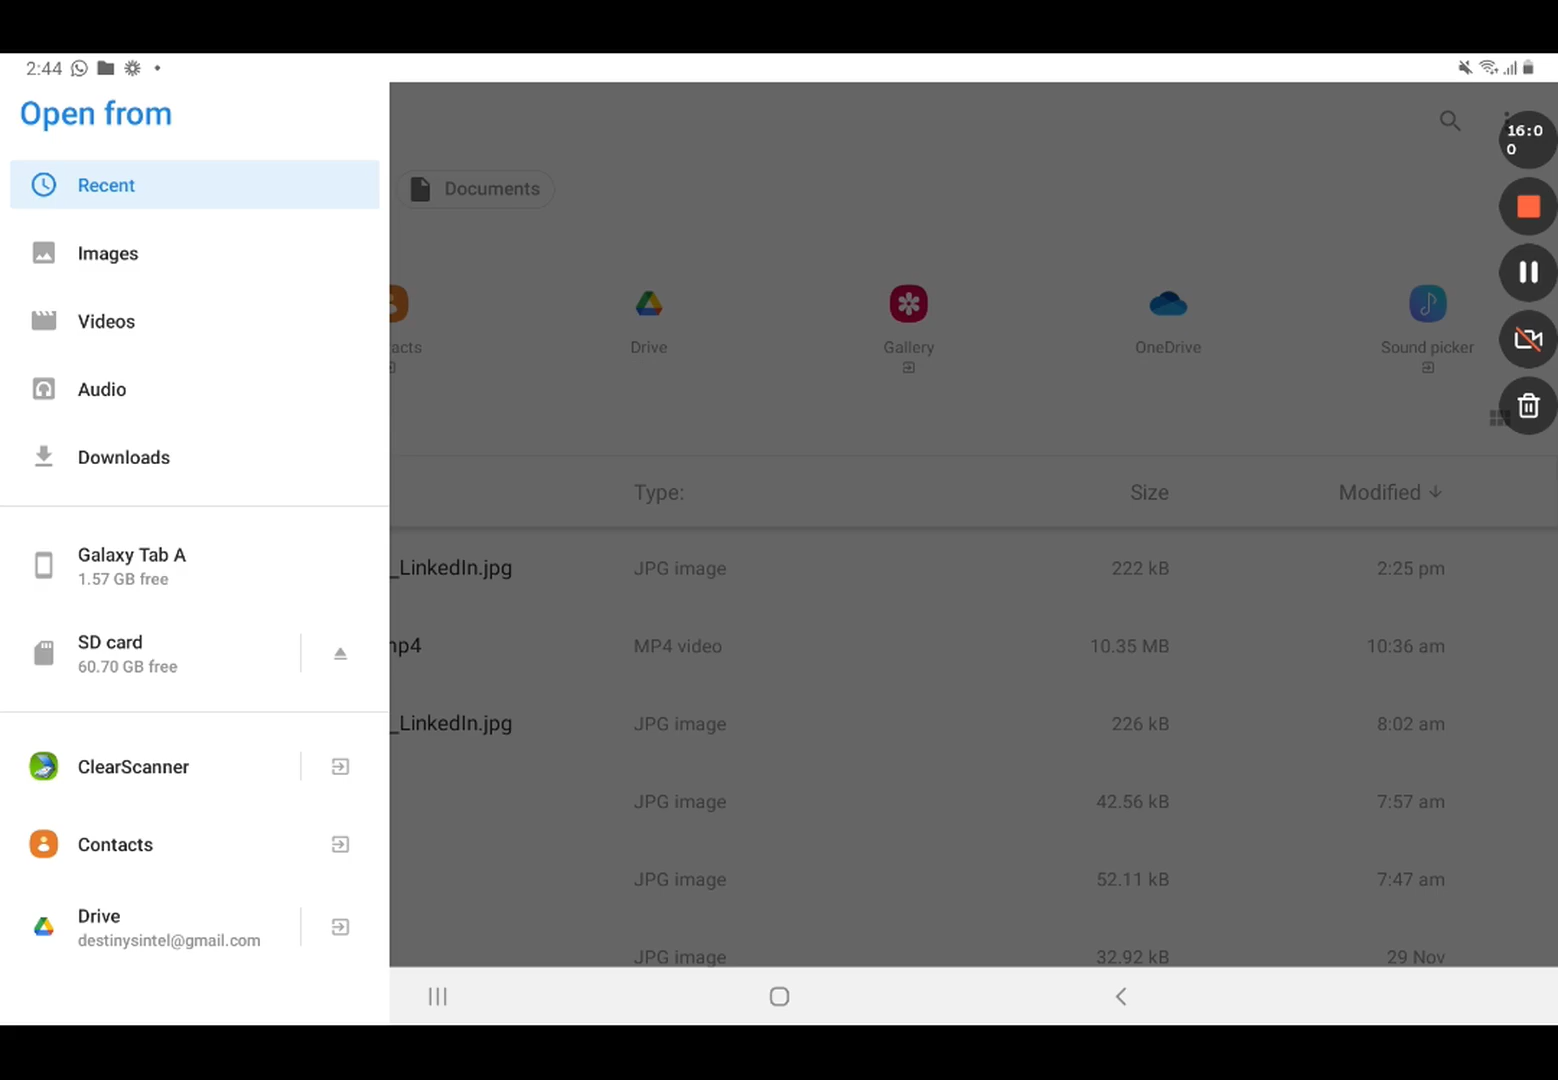 2:44
Open from
Recent
Images
Videos
Audio
Downloads
Galaxy Tab A
1.57 GB free
SD card
60.70 GB free
ClearScanner
Contacts
Drive
destinysintel@gmail.com
Documents
acts
Drive
Gallery
OneDrive
Sound picker
16:0
0
Type:
Size
Modified
_LinkedIn.jpg
JPG image
222 kB
2:25 pm
mp4
MP4 video
10.35 MB
10:36 am
_LinkedIn.jpg
JPG image
226 kB
8:02 am
JPG image
42.56 kB
7:57 am
JPG image
52.11 kB
7:47 am
JPG image
32.92 kB
29 Nov